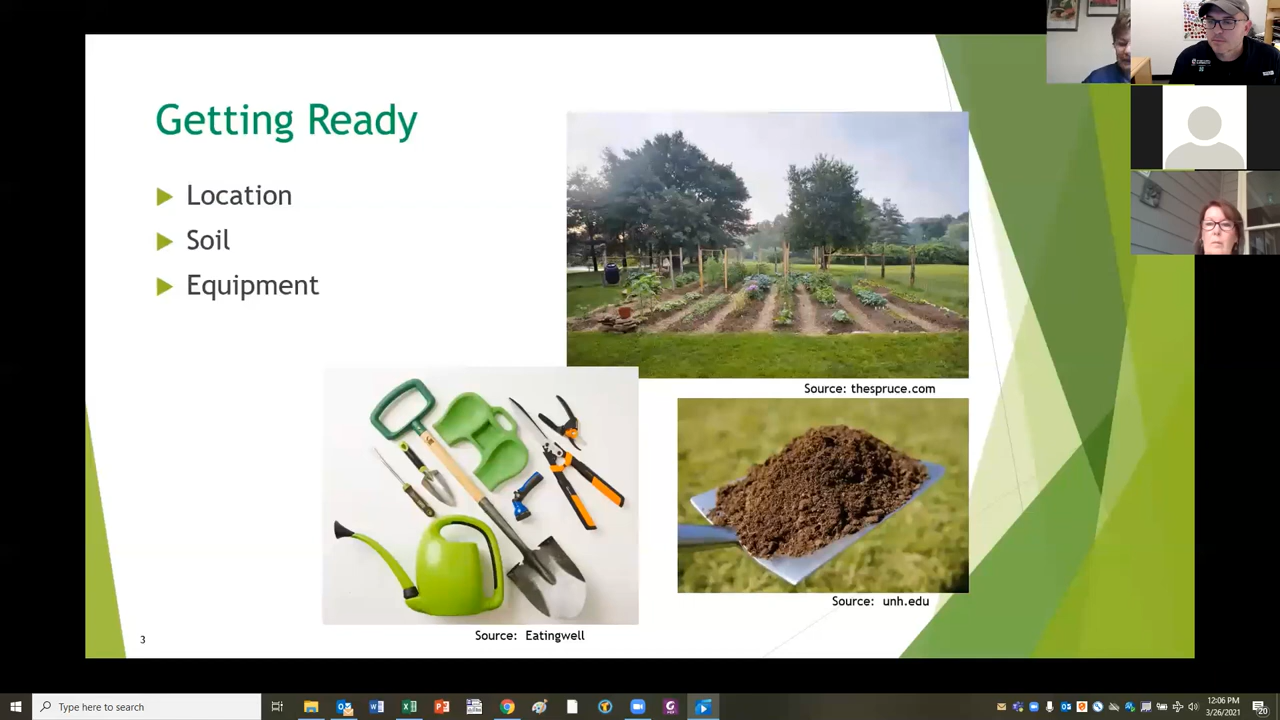 Getting Ready
Location
Soil
Equipment
Source: thespruce.com
Source: unh.edu
Source: Eatingwell
3
Type here to search
12:06 PM
3/26/2021
20